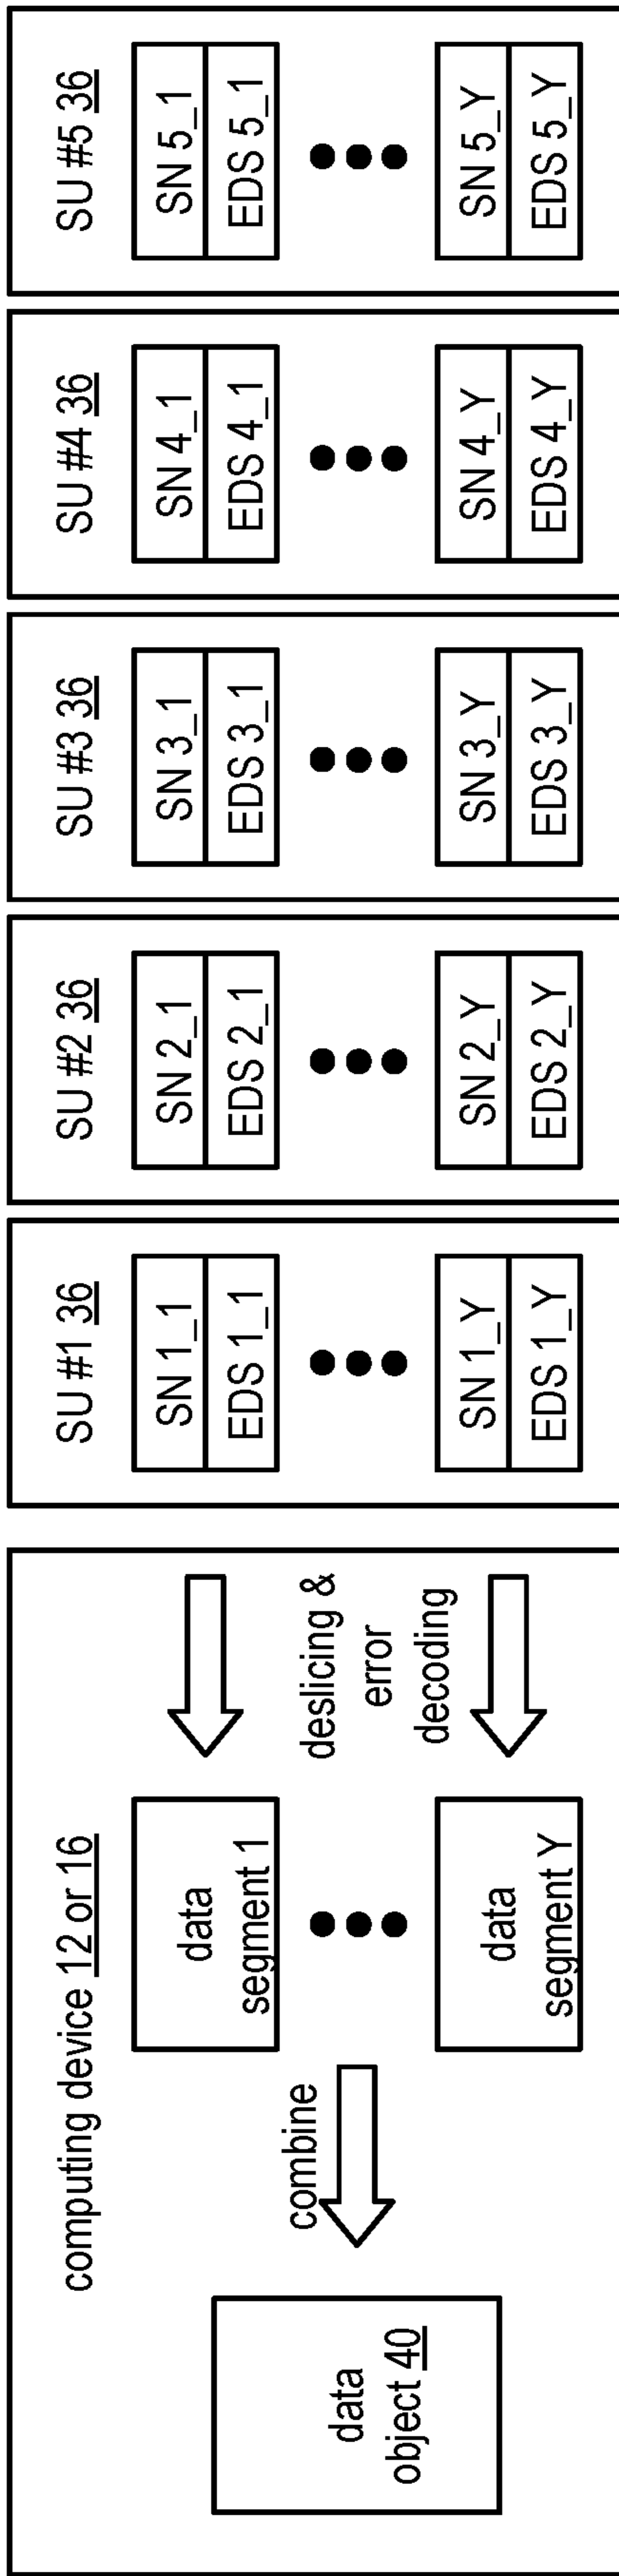 computing device 12 or 16
data
object 40
combine
data
segment 1
data
segment Y
deslicing &
error
decoding
SU #1 36
SN 1_1
EDS 1_1
SN 1_Y
EDS 1_Y
SU #2 36
SN 2_1
EDS 2_1
SN 2_Y
EDS 2_Y
SU #3 36
SN 3_1
EDS 3_1
SN 3_Y
EDS 3_Y
SU #4 36
SN 4_1
EDS 4_1
SN 4_Y
EDS 4_Y
SU #5 36
SN 5_1
EDS 5_1
SN 5_Y
EDS 5_Y